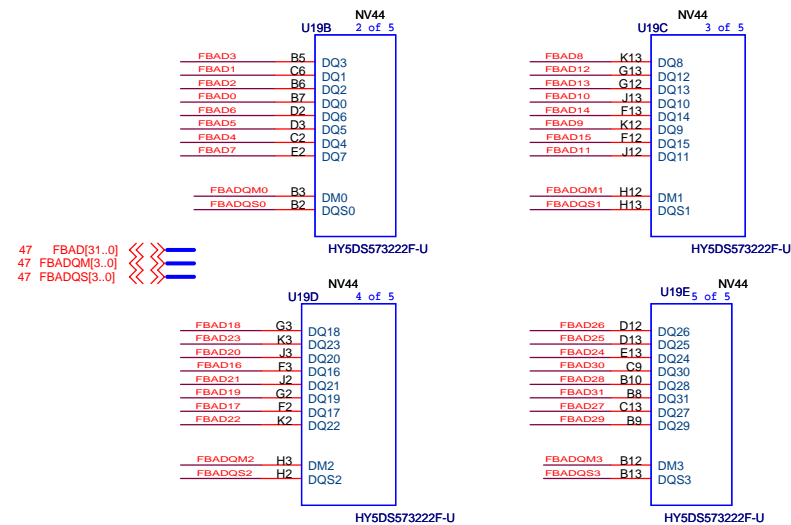 NV44
U19B 2 of 5
FBAD3 B5 DQ3
FBAD1 C6 DQ1
FBAD2 B6 DQ2
FBAD0 B7 DQ0
FBAD6 D2 DQ6
FBAD5 D3 DQ5
FBAD4 C2 DQ4
FBAD7 E2 DQ7
FBADQM0 B3 DM0
FBADQS0 B2 DQS0
HY5DS573222F-U
NV44
U19C 3 of 5
FBAD8 K13 DQ8
FBAD12 G13 DQ12
FBAD13 G12 DQ13
FBAD10 J13 DQ10
FBAD14 F13 DQ14
FBAD9 K12 DQ9
FBAD15 F12 DQ15
FBAD11 J12 DQ11
FBADQM1 H12 DM1
FBADQS1 H13 DQS1
HY5DS573222F-U
47 FBAD[31..0]
47 FBADQM[3..0]
47 FBADQS[3..0]
NV44
U19D 4 of 5
FBAD18 G3 DQ18
FBAD23 K3 DQ23
FBAD20 J3 DQ20
FBAD16 F3 DQ16
FBAD21 J2 DQ21
FBAD19 G2 DQ19
FBAD17 F2 DQ17
FBAD22 K2 DQ22
FBADQM2 H3 DM2
FBADQS2 H2 DQS2
HY5DS573222F-U
NV44
U19E 5 of 5
FBAD26 D12 DQ26
FBAD25 D13 DQ25
FBAD24 E13 DQ24
FBAD30 C9 DQ30
FBAD28 B10 DQ28
FBAD31 B8 DQ31
FBAD27 C13 DQ27
FBAD29 B9 DQ29
FBADQM3 B12 DM3
FBADQS3 B13 DQS3
HY5DS573222F-U